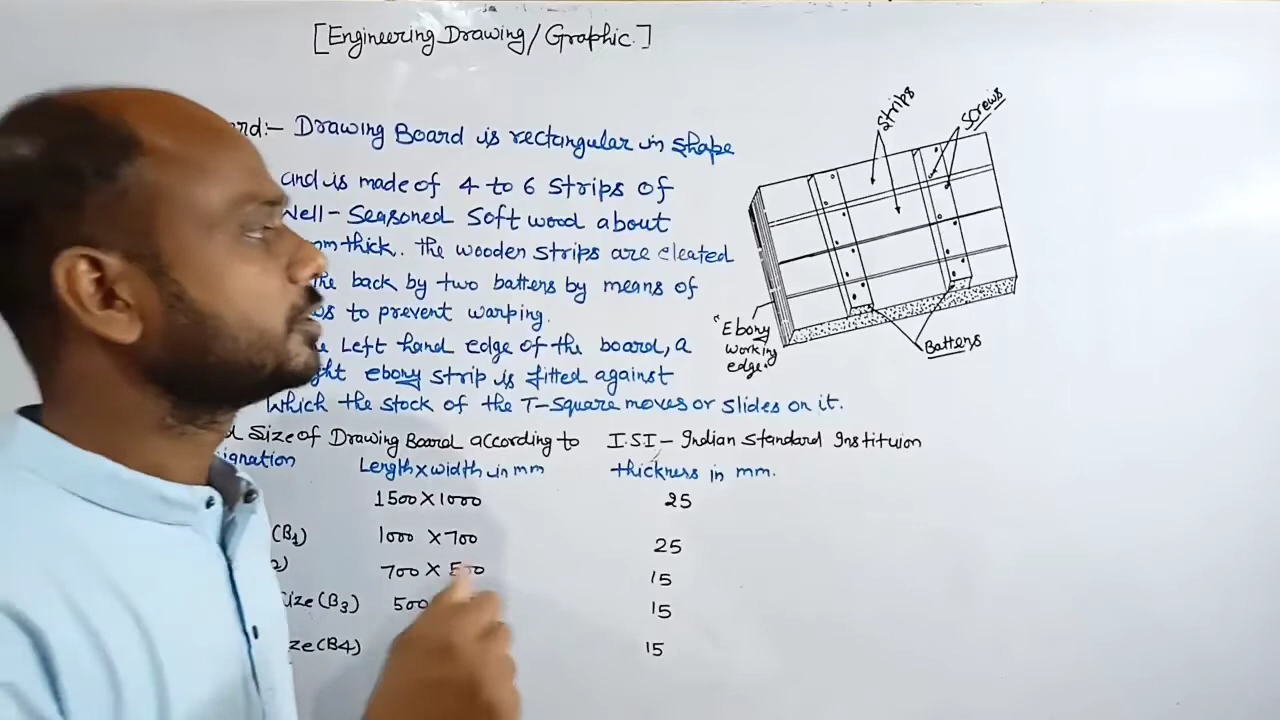 [Engineering Drawing/Graphic.]
Drawing Board is rectangular in shape
and is made of 4 to 6 strips of
Well-Seasoned Soft wood about
thick. the wooden strips are cleated
the back by two battens by means of
to prevent warping.
Left hand edge of the board, a
ebony strip is fitted against
which the stock of the T-Square moves or slides on it.
Size of Drawing Board according to I.S.I- Indian Standard Instituion
Length x width in mm thickness in mm.
1500 X 1000 25
(B1) 1000 X 700 25
700 X 500 15
Size (B3) 500 15
(B4) 15
Strips
Screws
"Ebony
working
edge"
Battens